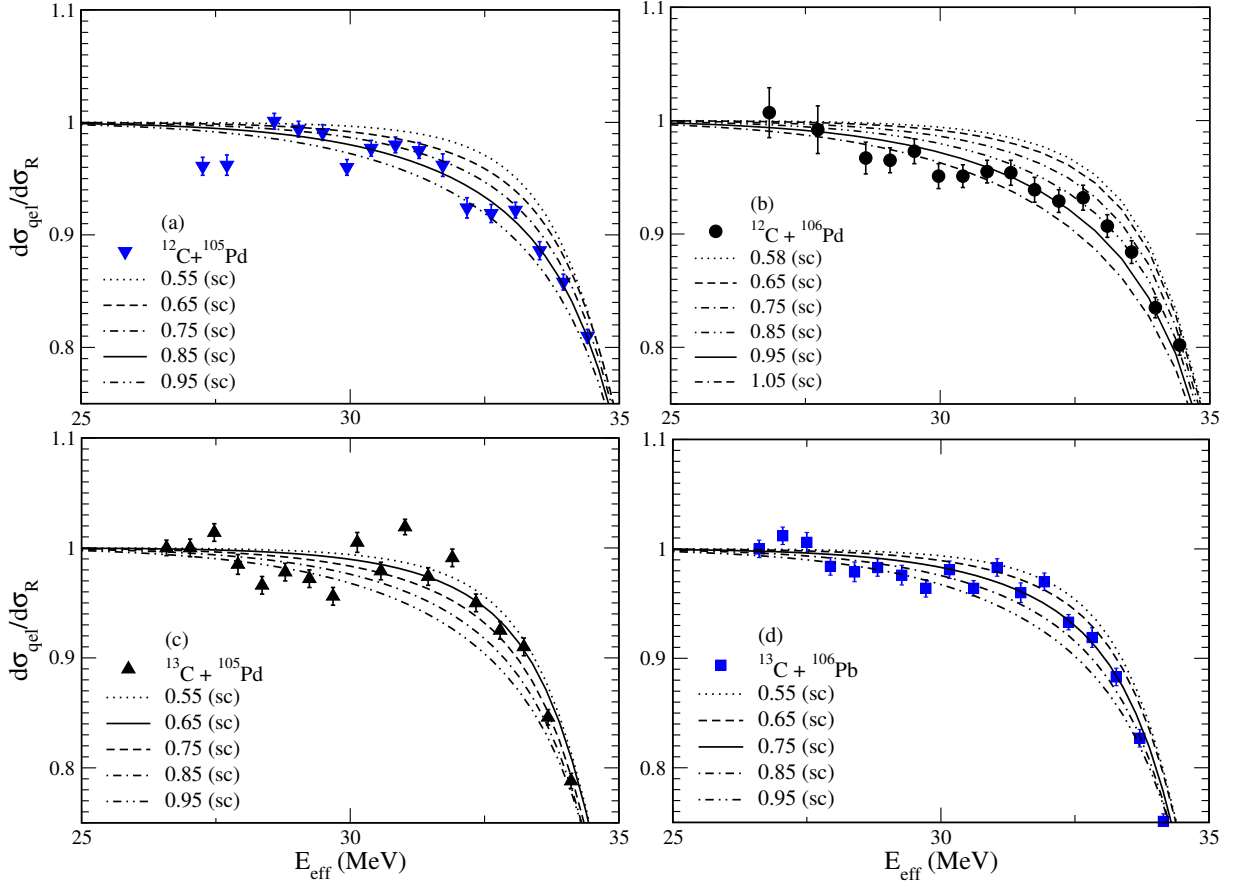 1.1
1
0.9
0.8
25
30
35
dσqel/dσR
(a)
12C+105Pd
0.55 (sc)
0.65 (sc)
0.75 (sc)
0.85 (sc)
0.95 (sc)
1.1
1
0.9
0.8
25
30
35
(b)
12C + 106Pd
0.58 (sc)
0.65 (sc)
0.75 (sc)
0.85 (sc)
0.95 (sc)
1.05 (sc)
1.1
1
0.9
0.8
25
30
35
dσqel/dσR
Eeff (MeV)
(c)
13C + 105Pd
0.55 (sc)
0.65 (sc)
0.75 (sc)
0.85 (sc)
0.95 (sc)
1.1
1
0.9
0.8
25
30
35
Eeff (MeV)
(d)
13C + 106Pb
0.55 (sc)
0.65 (sc)
0.75 (sc)
0.85 (sc)
0.95 (sc)